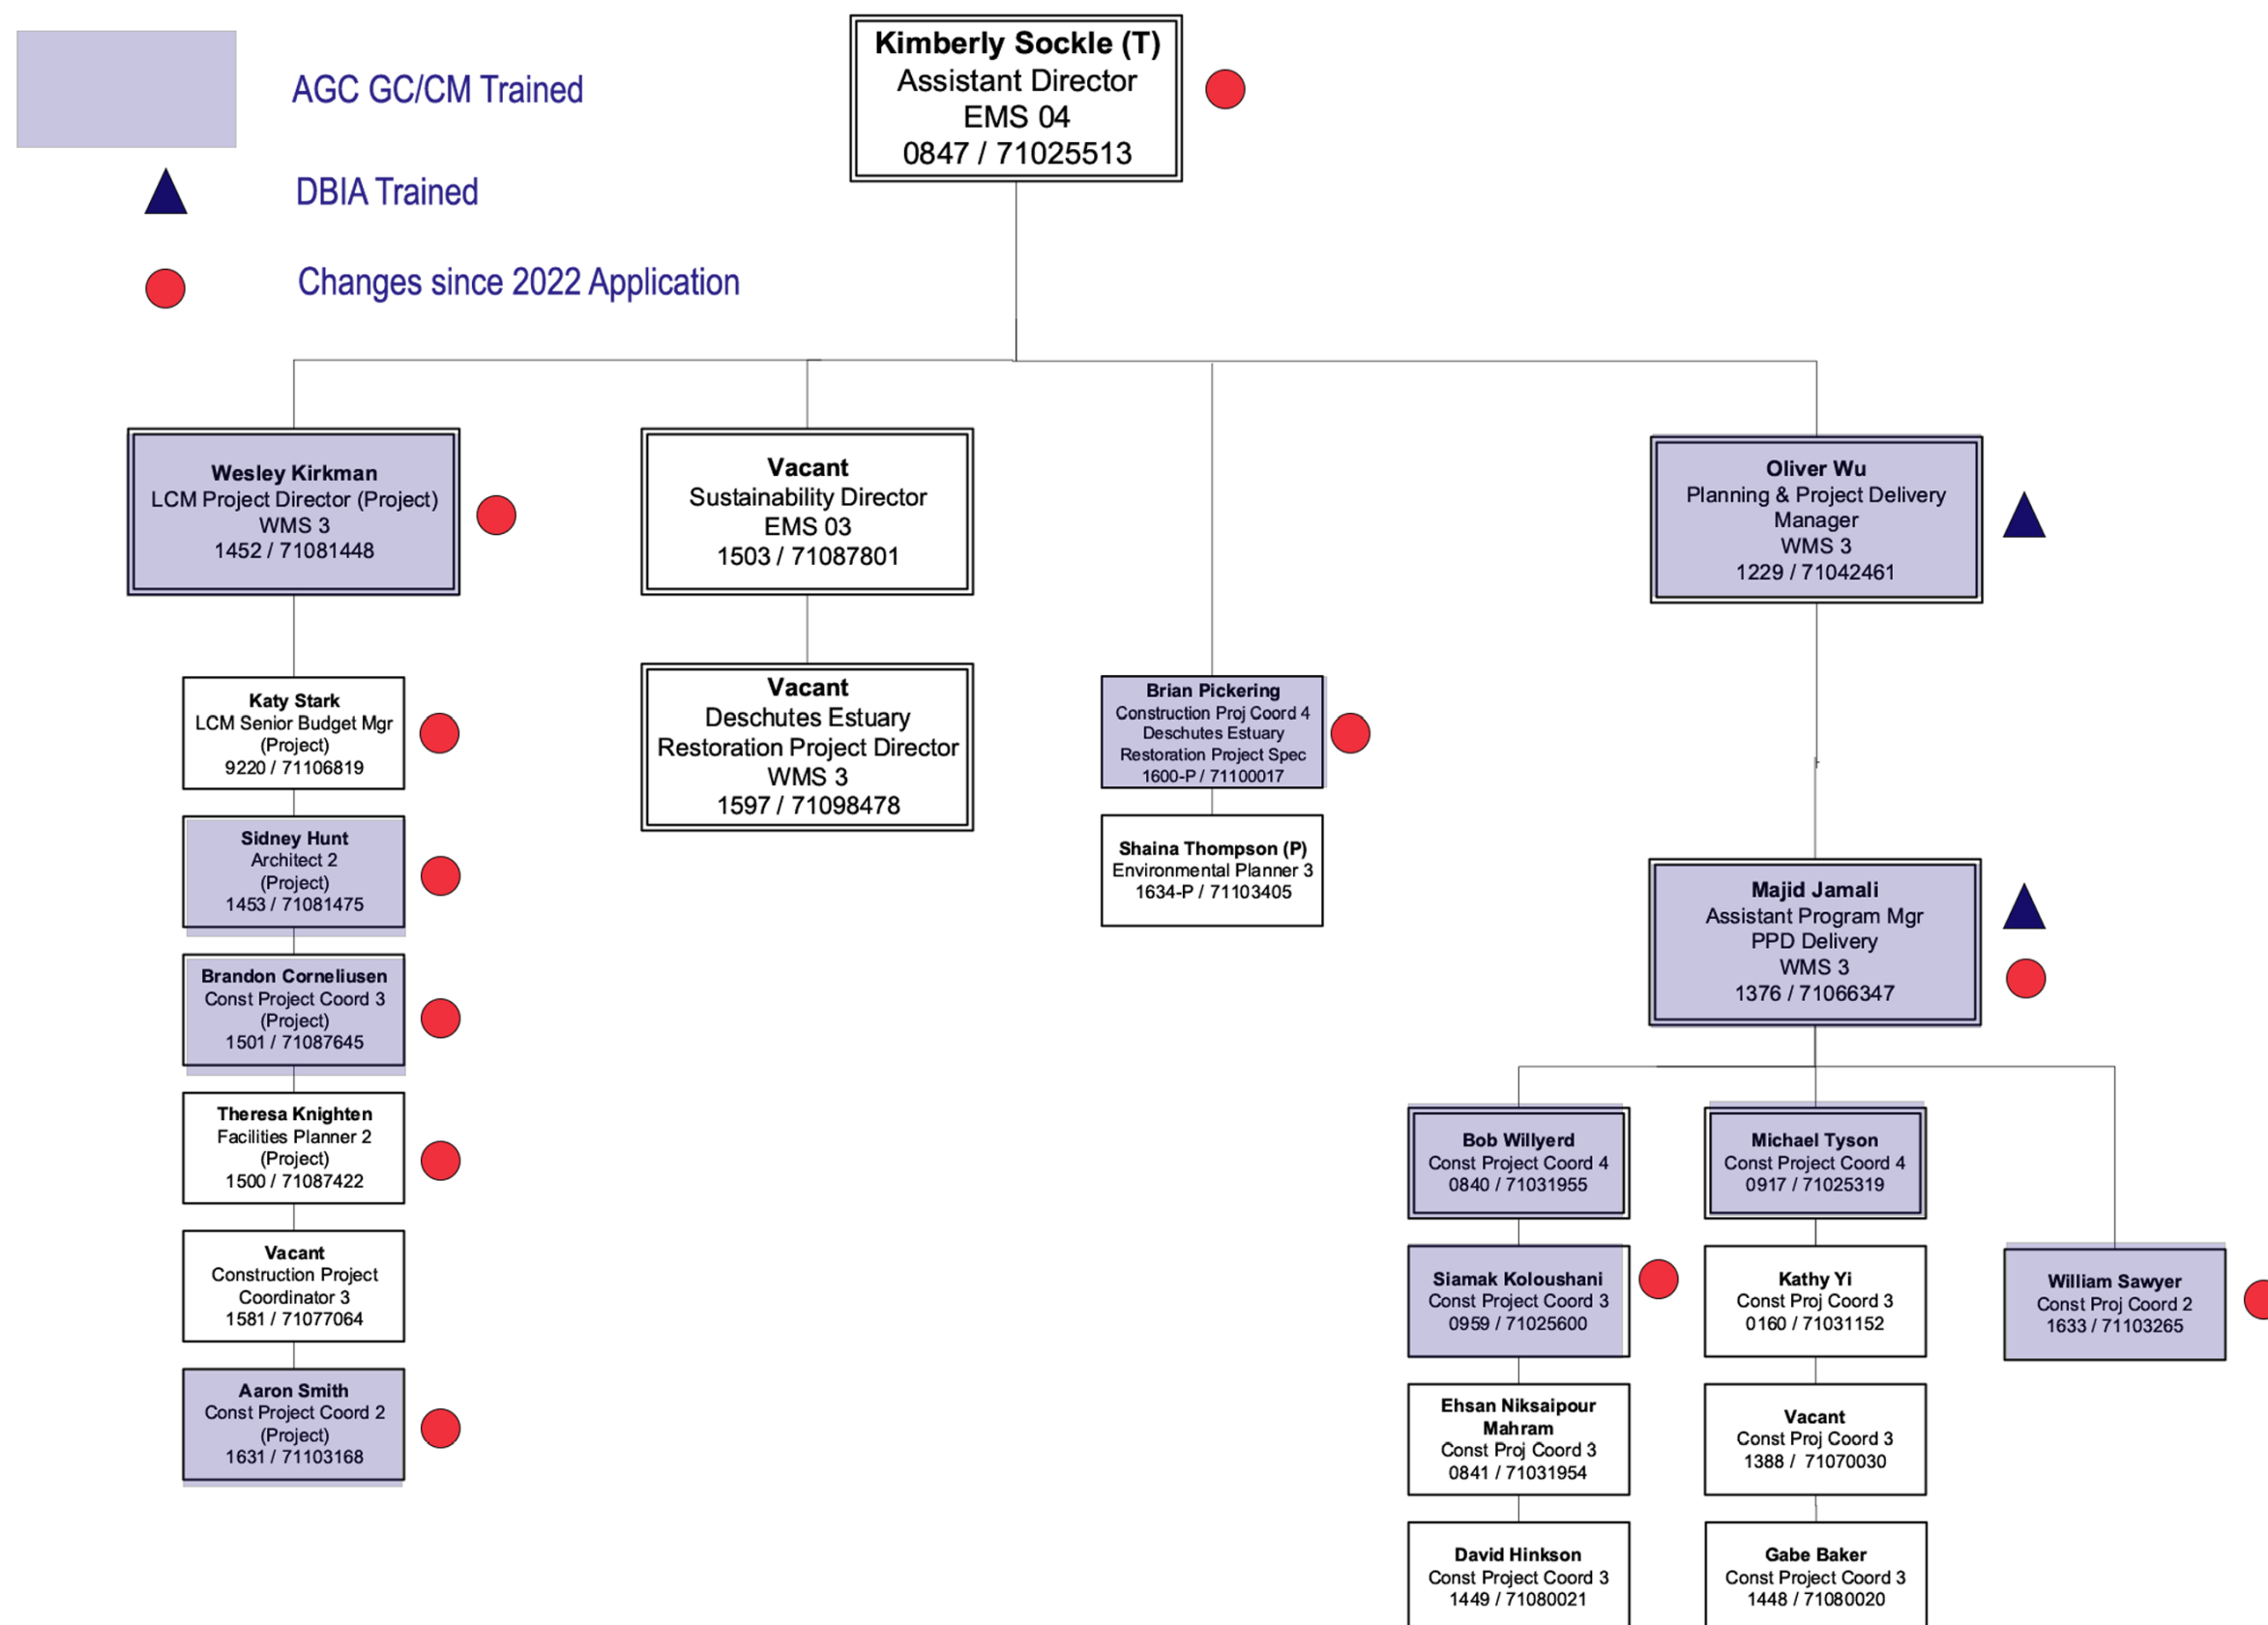 AGC GC/CM Trained
DBIA Trained
Changes since 2022 Application
Kimberly Sockle (T)
Assistant Director
EMS 04
0847 / 71025513
Wesley Kirkman
LCM Project Director (Project)
WMS 3
1452 / 71081448
Vacant
Sustainability Director
EMS 03
1503 / 71087801
Oliver Wu
Planning & Project Delivery
Manager
WMS 3
1229 / 71042461
Katy Stark
LCM Senior Budget Mgr
(Project)
9220 / 71106819
Sidney Hunt
Architect 2
(Project)
1453 / 71081475
Brandon Corneliusen
Const Project Coord 3
(Project)
1501 / 71087645
Theresa Knighten
Facilities Planner 2
(Project)
1500 / 71087422
Vacant
Construction Project
Coordinator 3
1581 / 71077064
Aaron Smith
Const Project Coord 2
(Project)
1631 / 71103168
Vacant
Deschutes Estuary
Restoration Project Director
WMS 3
1597 / 71098478
Brian Pickering
Construction Proj Coord 4
Deschutes Estuary
Restoration Project Spec
1600-P / 71100017
Shaina Thompson (P)
Environmental Planner 3
1634-P / 71103405
Majid Jamali
Assistant Program Mgr
PPD Delivery
WMS 3
1376 / 71066347
Bob Willyerd
Const Project Coord 4
0840 / 71031955
Siamak Koloushani
Const Project Coord 3
0959 / 71025600
Ehsan Niksaipour
Mahram
Const Proj Coord 3
0841 / 71031954
David Hinkson
Const Project Coord 3
1449 / 71080021
Michael Tyson
Const Project Coord 4
0917 / 71025319
Kathy Yi
Const Proj Coord 3
0160 / 71031152
Vacant
Const Proj Coord 3
1388 / 71070030
Gabe Baker
Const Project Coord 3
1448 / 71080020
William Sawyer
Const Proj Coord 2
1633 / 71103265